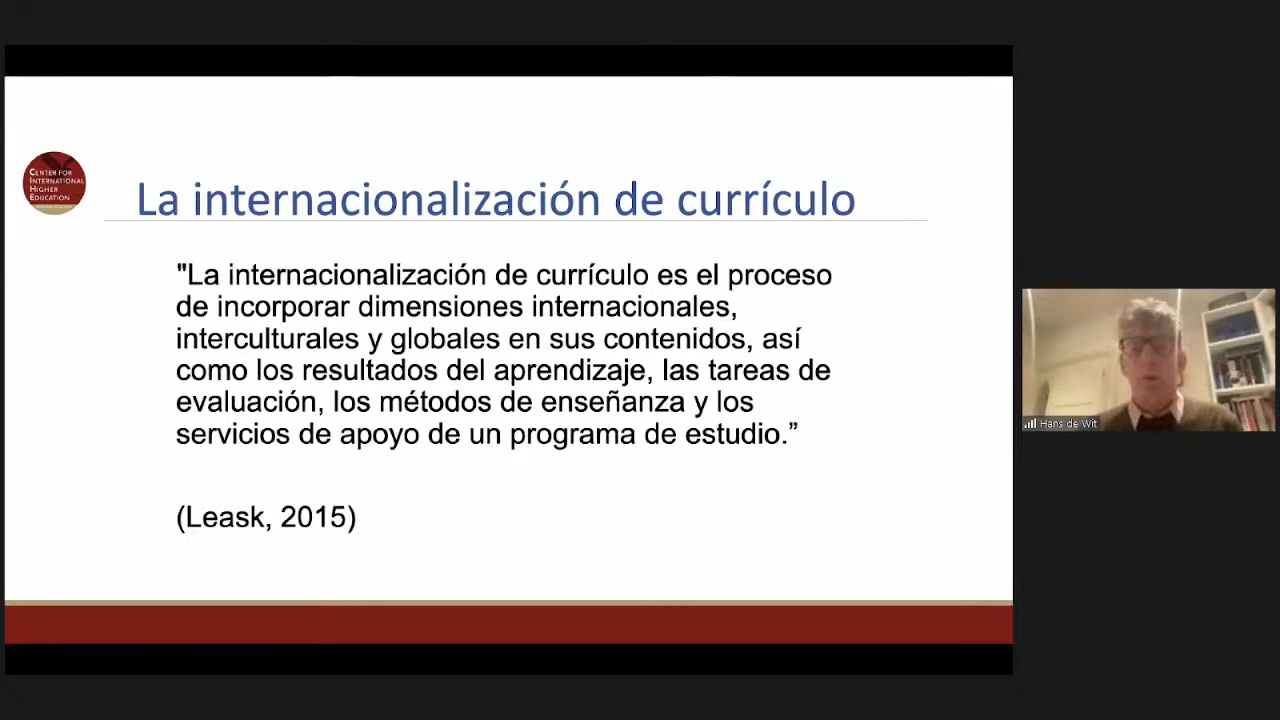 CENTER FOR
INTERNATIONAL
HIGHER
EDUCATION
La internacionalización de currículo
"La internacionalización de currículo es el proceso
de incorporar dimensiones internacionales,
interculturales y globales en sus contenidos, así
como los resultados del aprendizaje, las tareas de
evaluación, los métodos de enseñanza y los
servicios de apoyo de un programa de estudio.”
(Leask, 2015)
Hans de Wit